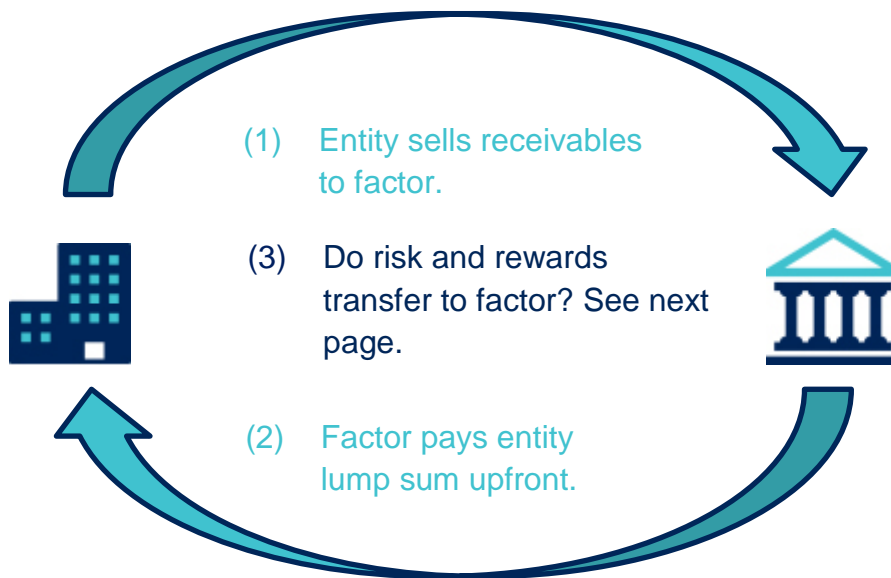 (1) Entity sells receivables
to factor.
(3) Do risk and rewards
transfer to factor? See next
page.
(2) Factor pays entity
lump sum upfront.